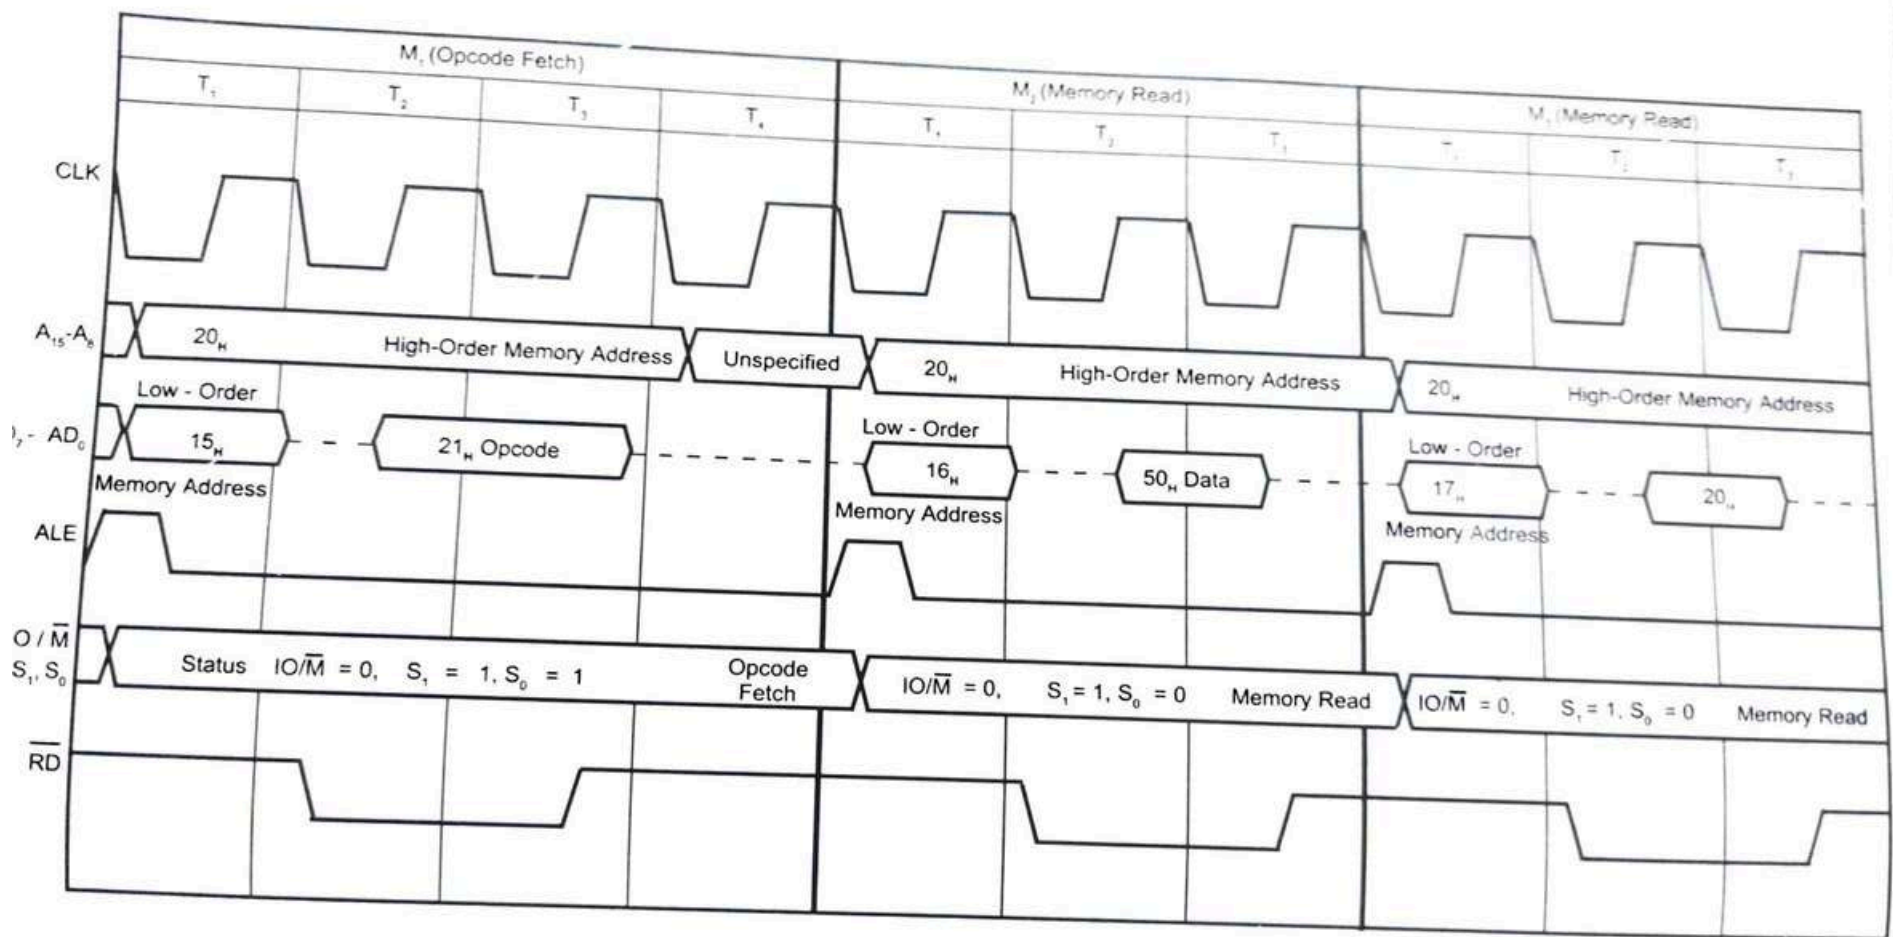 M₁ (Opcode Fetch)
M₂ (Memory Read)
M₃ (Memory Read)
T₁ T₂ T₃ T₄ T₁ T₂ T₃ T₁ T₂ T₃
CLK
A₁₅-A₈
20H High-Order Memory Address Unspecified 20H High-Order Memory Address 20H High-Order Memory Address
Low - Order Low - Order Low - Order
₇- AD₀ 15H 21H Opcode 16H 50H Data 17H 20H
Memory Address Memory Address Memory Address
ALE
O / M̅
S₁, S₀
Status IO/M̅ = 0, S₁ = 1, S₀ = 1 Opcode
Fetch
IO/M̅ = 0, S₁ = 1, S₀ = 0 Memory Read
IO/M̅ = 0, S₁ = 1, S₀ = 0 Memory Read
R̅D̅